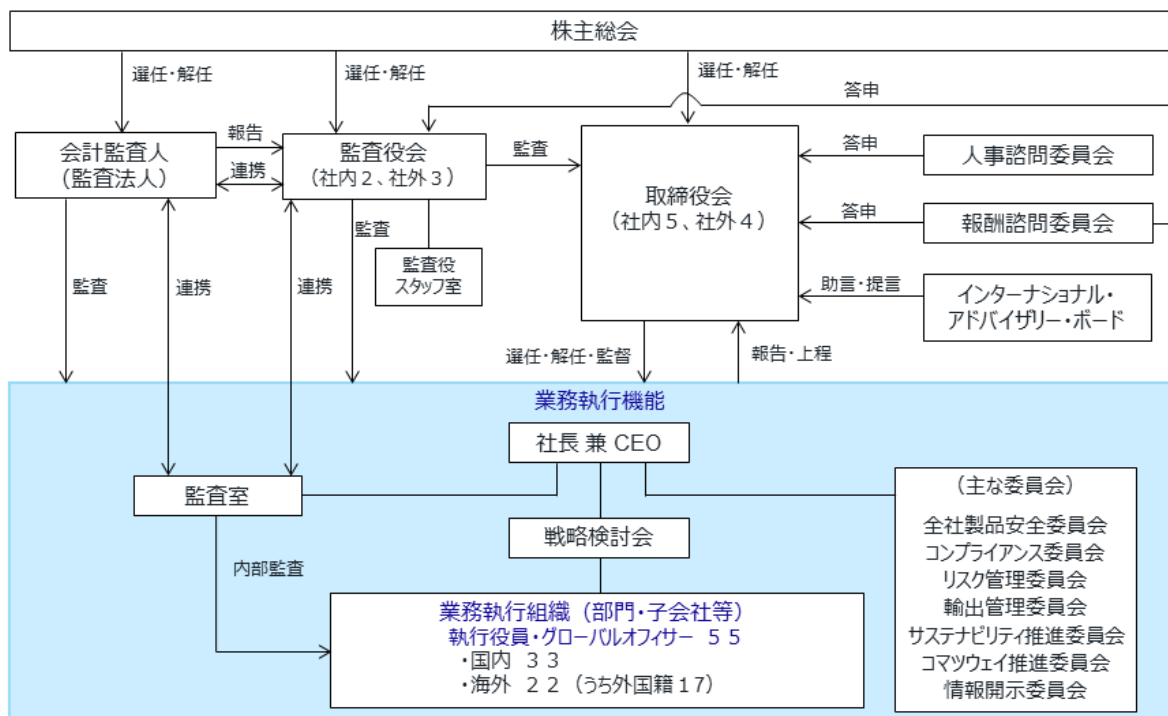 株主総会
選任・解任
選任・解任
選任・解任
答申
会計監査人
(監査法人)
報告
連携
監査役会
(社内２、社外３)
監査
取締役会
(社内５、社外４)
答申
人事諮問委員会
答申
報酬諮問委員会
助言・提言
インターナショナル・
アドバイザリー・ボード
監査
連携
連携
監査
監査役
スタッフ室
選任・解任・監督
報告・上程
業務執行機能
社長 兼 CEO
監査室
戦略検討会
内部監査
業務執行組織（部門・子会社等）
執行役員・グローバルオフィサー ５５
・国内 ３３
・海外 ２２（うち外国籍17）
（主な委員会）
全社製品安全委員会
コンプライアンス委員会
リスク管理委員会
輸出管理委員会
サステナビリティ推進委員会
コマツウェイ推進委員会
情報開示委員会